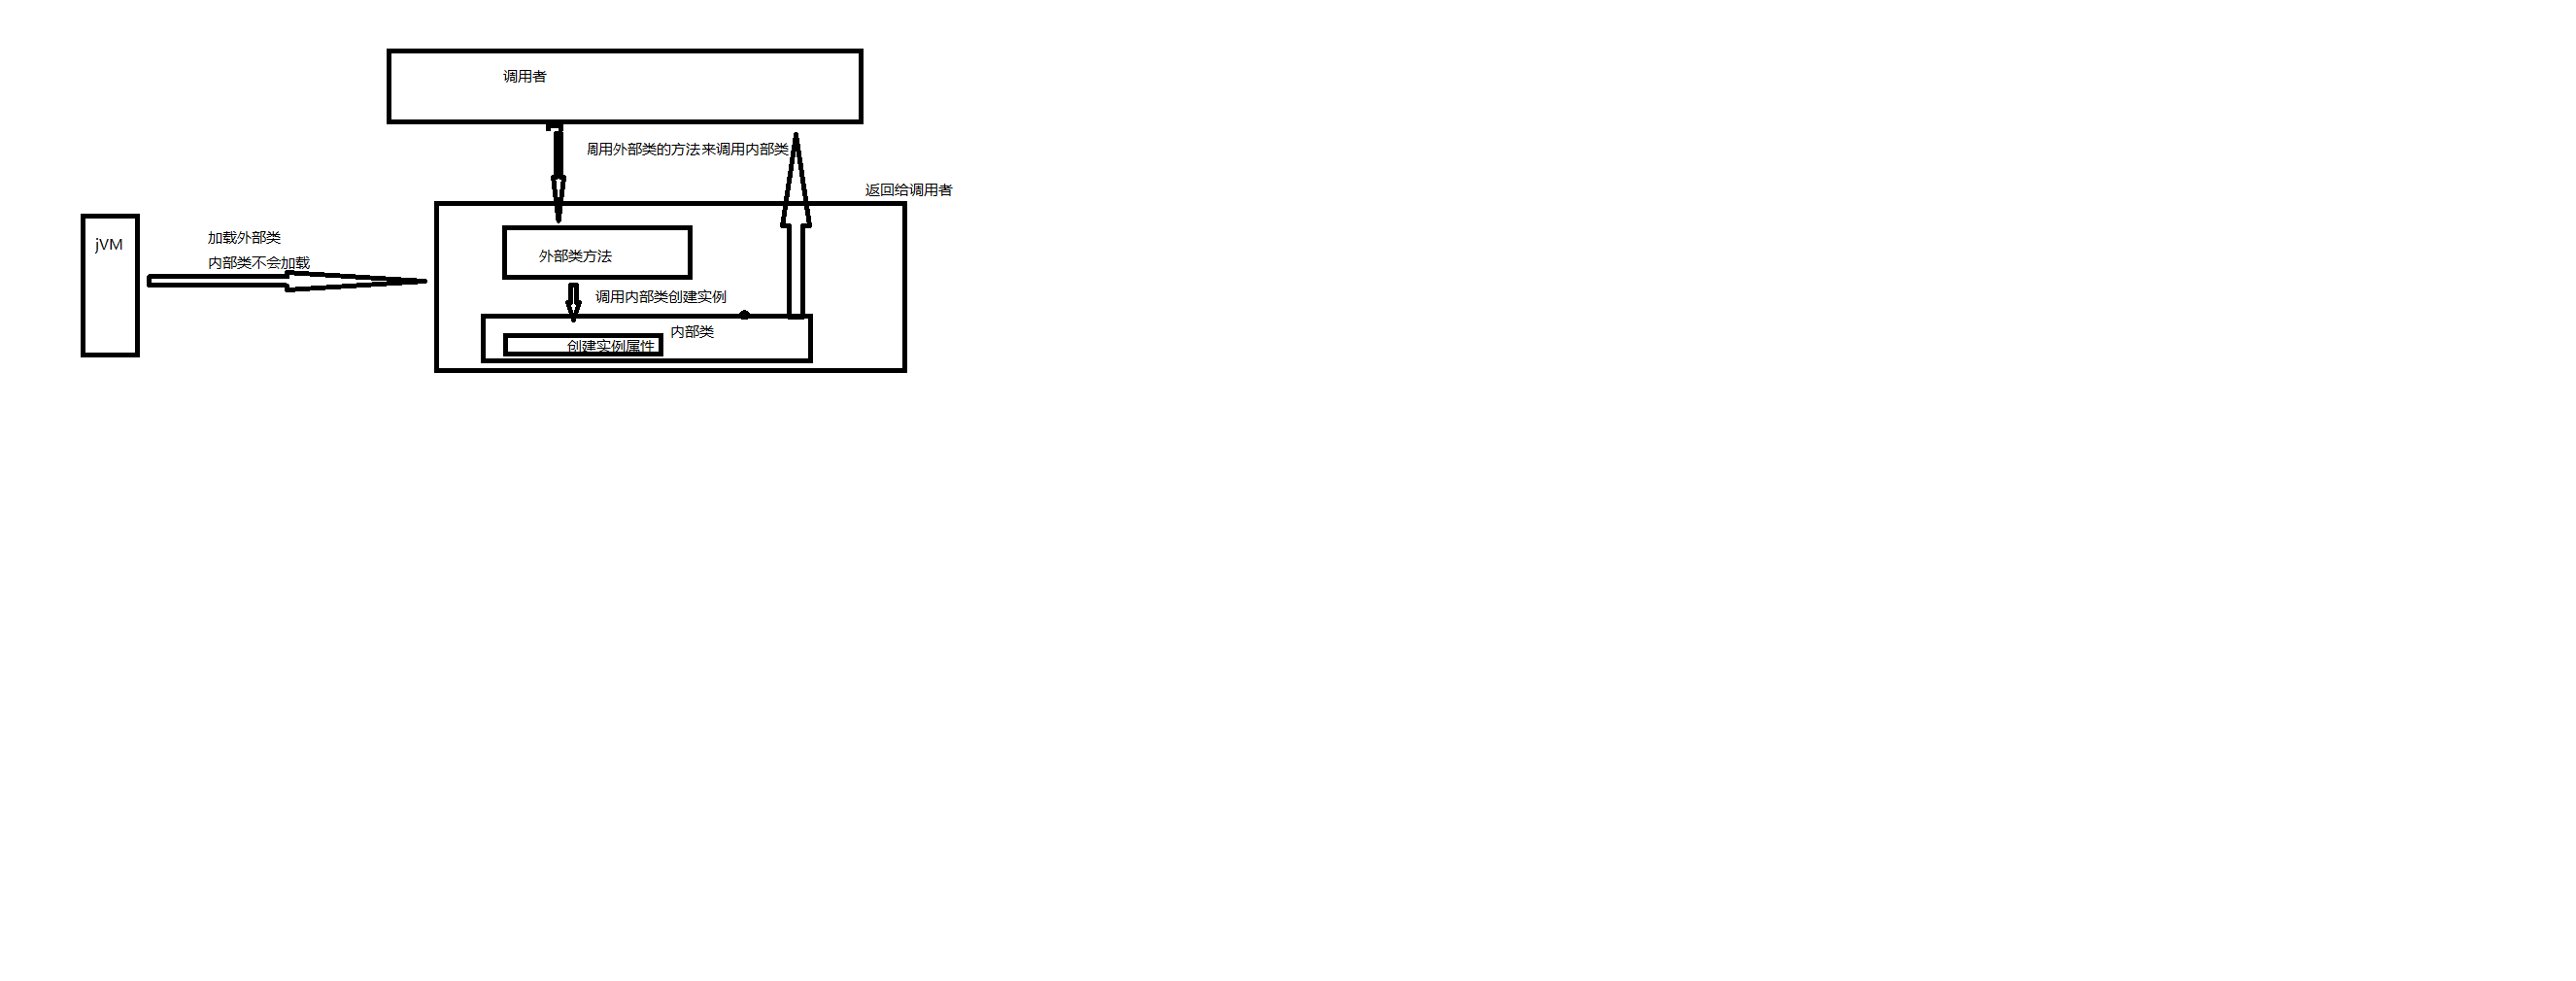 调用者
调用外部类的方法来调用内部类
返回给调用者
jVM
加载外部类
内部类不会加载
外部类方法
调用内部类创建实例
内部类
创建实例属性